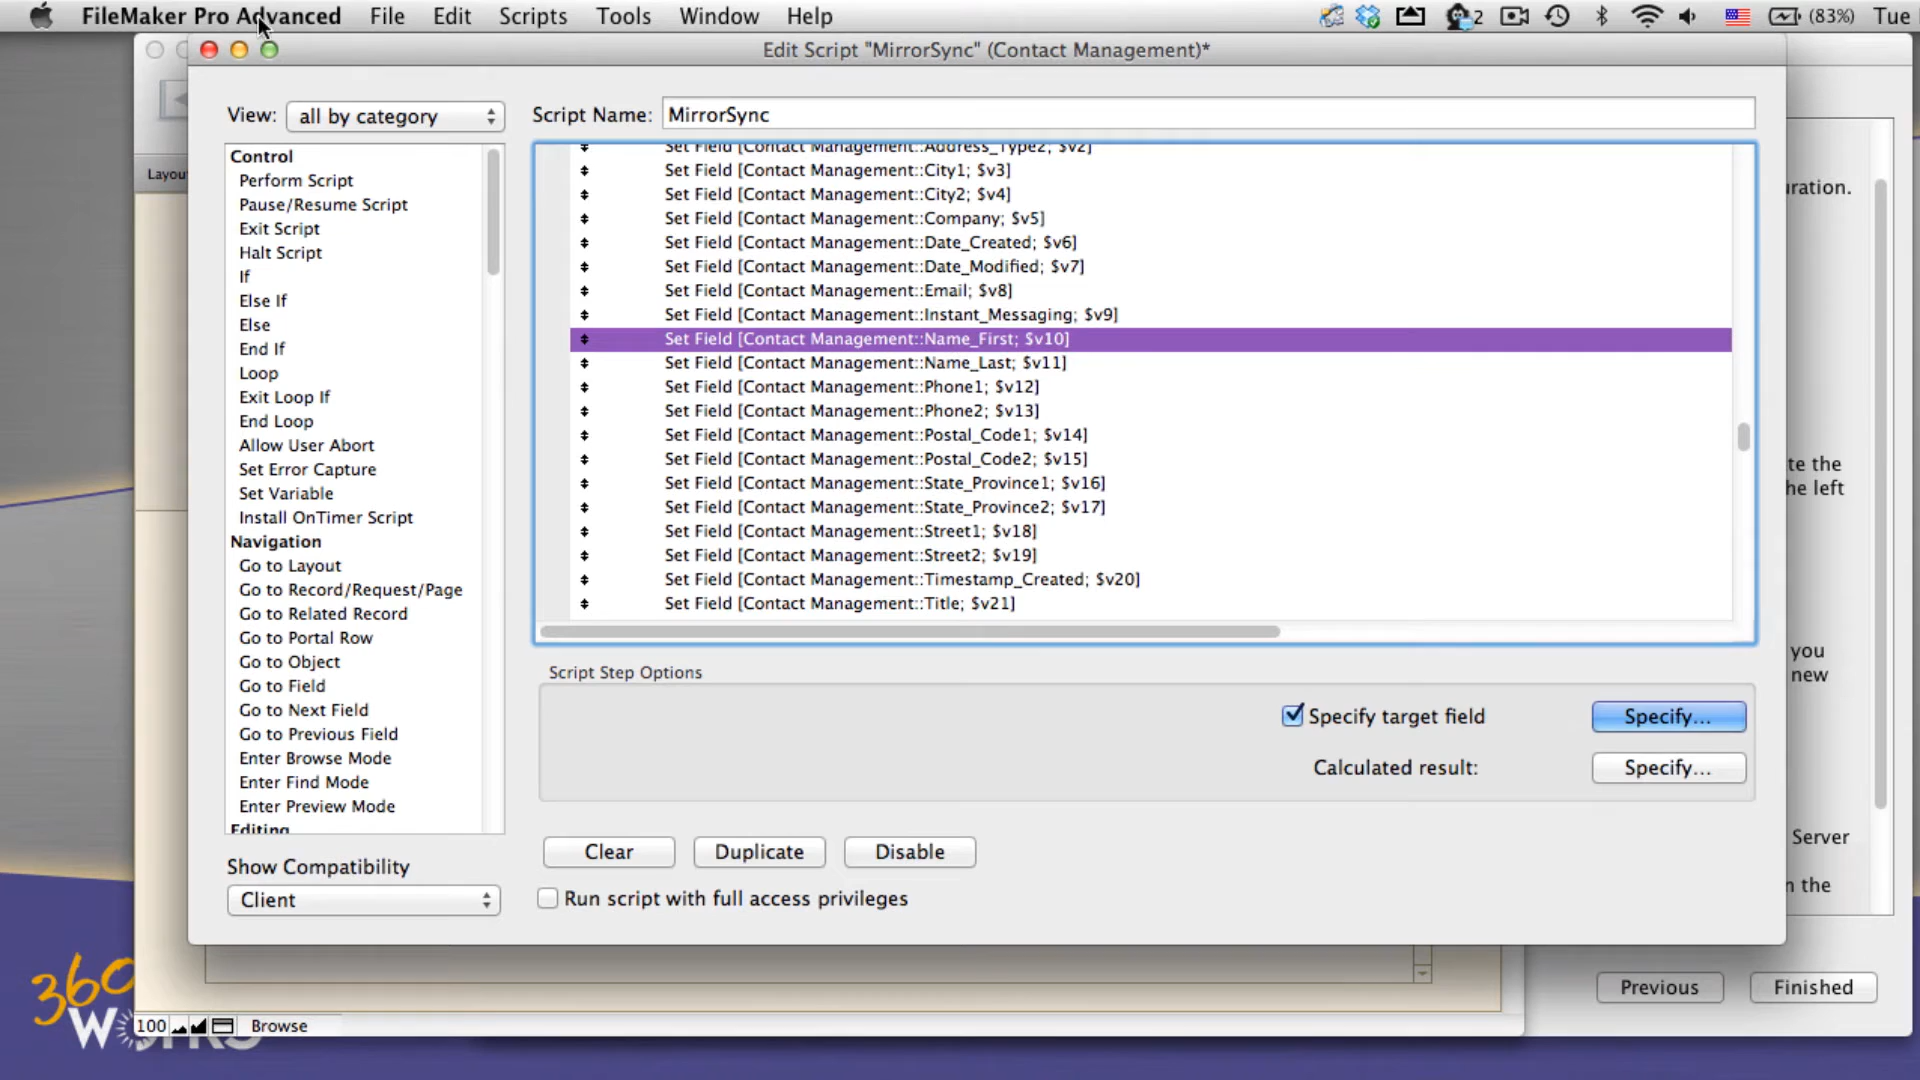 FileMaker Pro Advanced File Edit Scripts Tools Window Help 2 (83%) Tue
Edit Script "MirrorSync" (Contact Management)*
View: all by category
Script Name: MirrorSync
Layou
Control
Perform Script
Pause/Resume Script
Exit Script
Halt Script
If
Else If
Else
End If
Loop
Exit Loop If
End Loop
Allow User Abort
Set Error Capture
Set Variable
Install OnTimer Script
Navigation
Go to Layout
Go to Record/Request/Page
Go to Related Record
Go to Portal Row
Go to Object
Go to Field
Go to Next Field
Go to Previous Field
Enter Browse Mode
Enter Find Mode
Enter Preview Mode
Editing
Set Field [Contact Management::Address_Type2; $v2]
Set Field [Contact Management::City1; $v3]
Set Field [Contact Management::City2; $v4]
Set Field [Contact Management::Company; $v5]
Set Field [Contact Management::Date_Created; $v6]
Set Field [Contact Management::Date_Modified; $v7]
Set Field [Contact Management::Email; $v8]
Set Field [Contact Management::Instant_Messaging; $v9]
Set Field [Contact Management::Name_First; $v10]
Set Field [Contact Management::Name_Last; $v11]
Set Field [Contact Management::Phone1; $v12]
Set Field [Contact Management::Phone2; $v13]
Set Field [Contact Management::Postal_Code1; $v14]
Set Field [Contact Management::Postal_Code2; $v15]
Set Field [Contact Management::State_Province1; $v16]
Set Field [Contact Management::State_Province2; $v17]
Set Field [Contact Management::Street1; $v18]
Set Field [Contact Management::Street2; $v19]
Set Field [Contact Management::Timestamp_Created; $v20]
Set Field [Contact Management::Title; $v21]
Script Step Options
Specify target field Specify...
Calculated result: Specify...
Clear Duplicate Disable
Show Compatibility
Client
Run script with full access privileges
uration.
te the
he left
you
new
Server
n the
Previous Finished
100 Browse
360